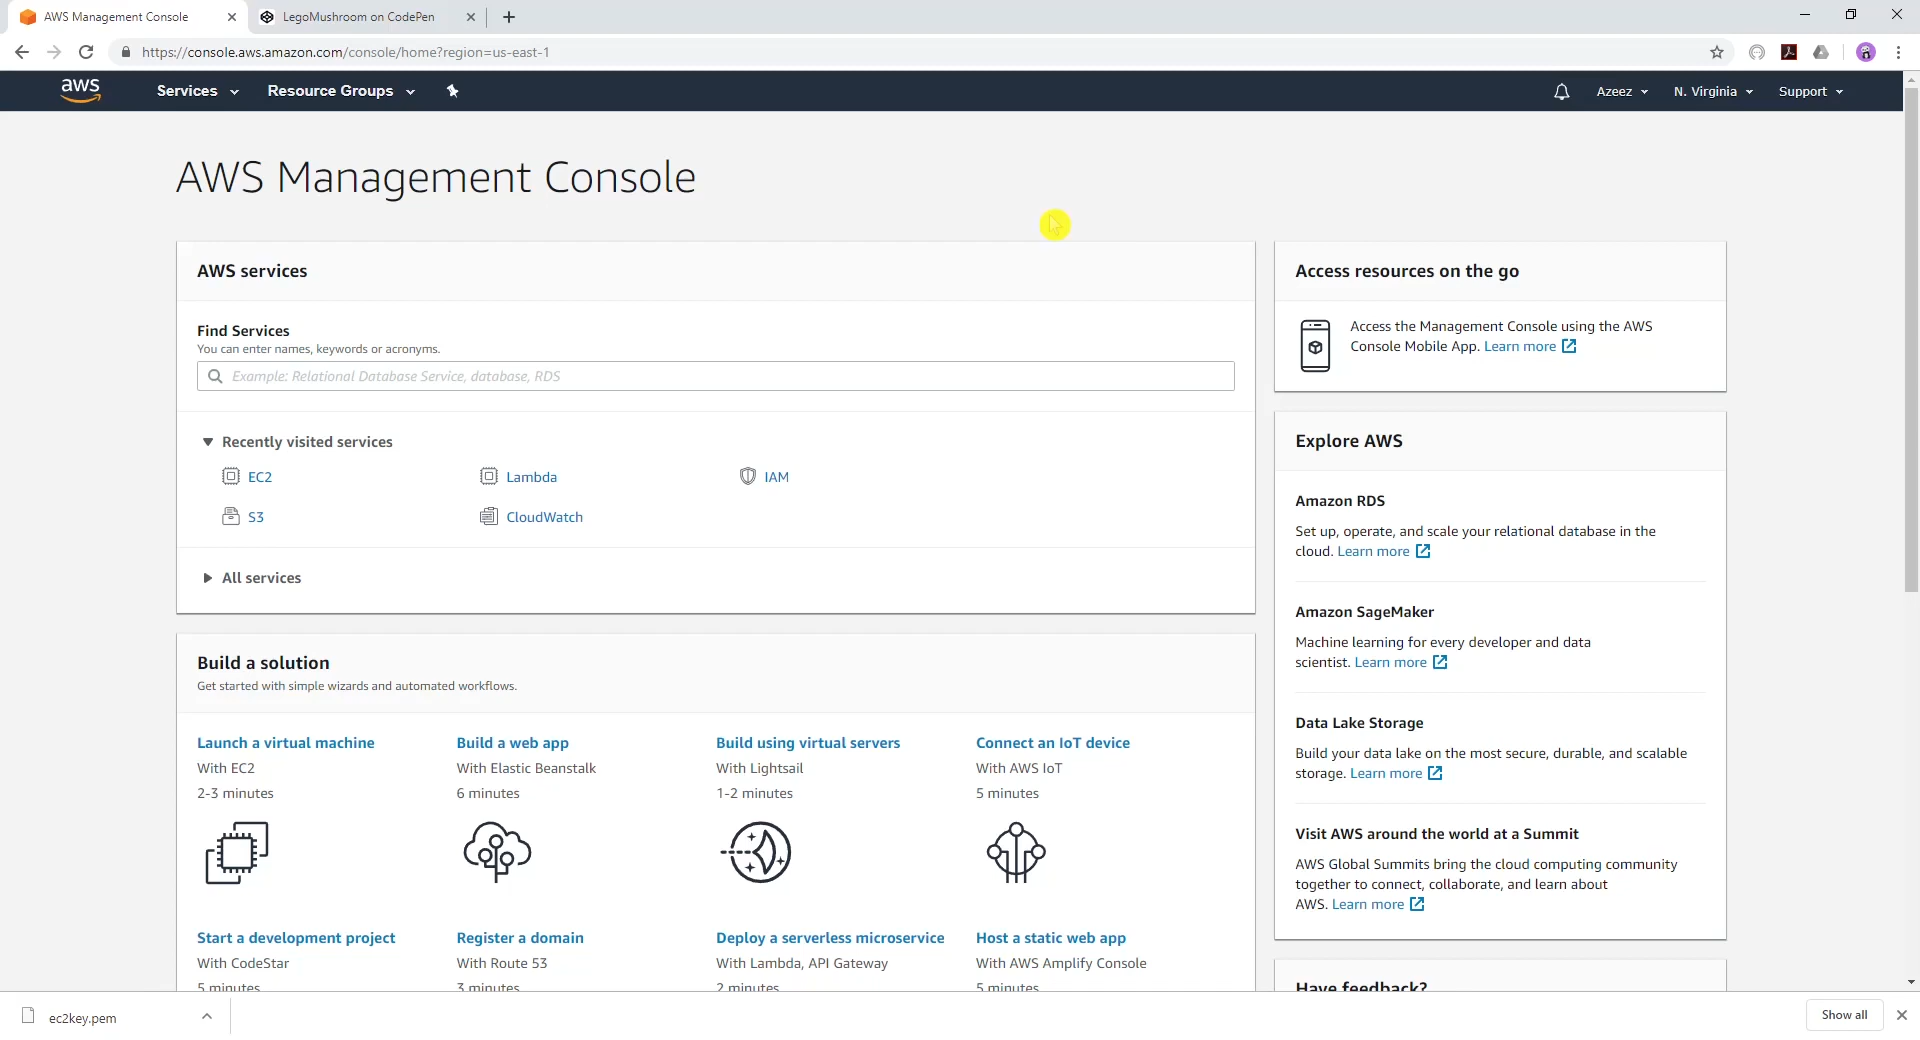 AWS Management Console
LegoMushroom on CodePen
https://console.aws.amazon.com/console/home?region=us-east-1
aws
Services
Resource Groups
Azeez
N. Virginia
Support
AWS Management Console
AWS services
Find Services
You can enter names, keywords or acronyms.
Example: Relational Database Service, database, RDS
Recently visited services
EC2
Lambda
IAM
S3
CloudWatch
All services
Build a solution
Get started with simple wizards and automated workflows.
Launch a virtual machine
With EC2
2-3 minutes
Build a web app
With Elastic Beanstalk
6 minutes
Build using virtual servers
With Lightsail
1-2 minutes
Connect an IoT device
With AWS IoT
5 minutes
Start a development project
With CodeStar
5 minutes
Register a domain
With Route 53
3 minutes
Deploy a serverless microservice
With Lambda, API Gateway
2 minutes
Host a static web app
With AWS Amplify Console
5 minutes
Access resources on the go
Access the Management Console using the AWS
Console Mobile App. Learn more
Explore AWS
Amazon RDS
Set up, operate, and scale your relational database in the
cloud. Learn more
Amazon SageMaker
Machine learning for every developer and data
scientist. Learn more
Data Lake Storage
Build your data lake on the most secure, durable, and scalable
storage. Learn more
Visit AWS around the world at a Summit
AWS Global Summits bring the cloud computing community
together to connect, collaborate, and learn about
AWS. Learn more
Have feedback?
ec2key.pem
Show all